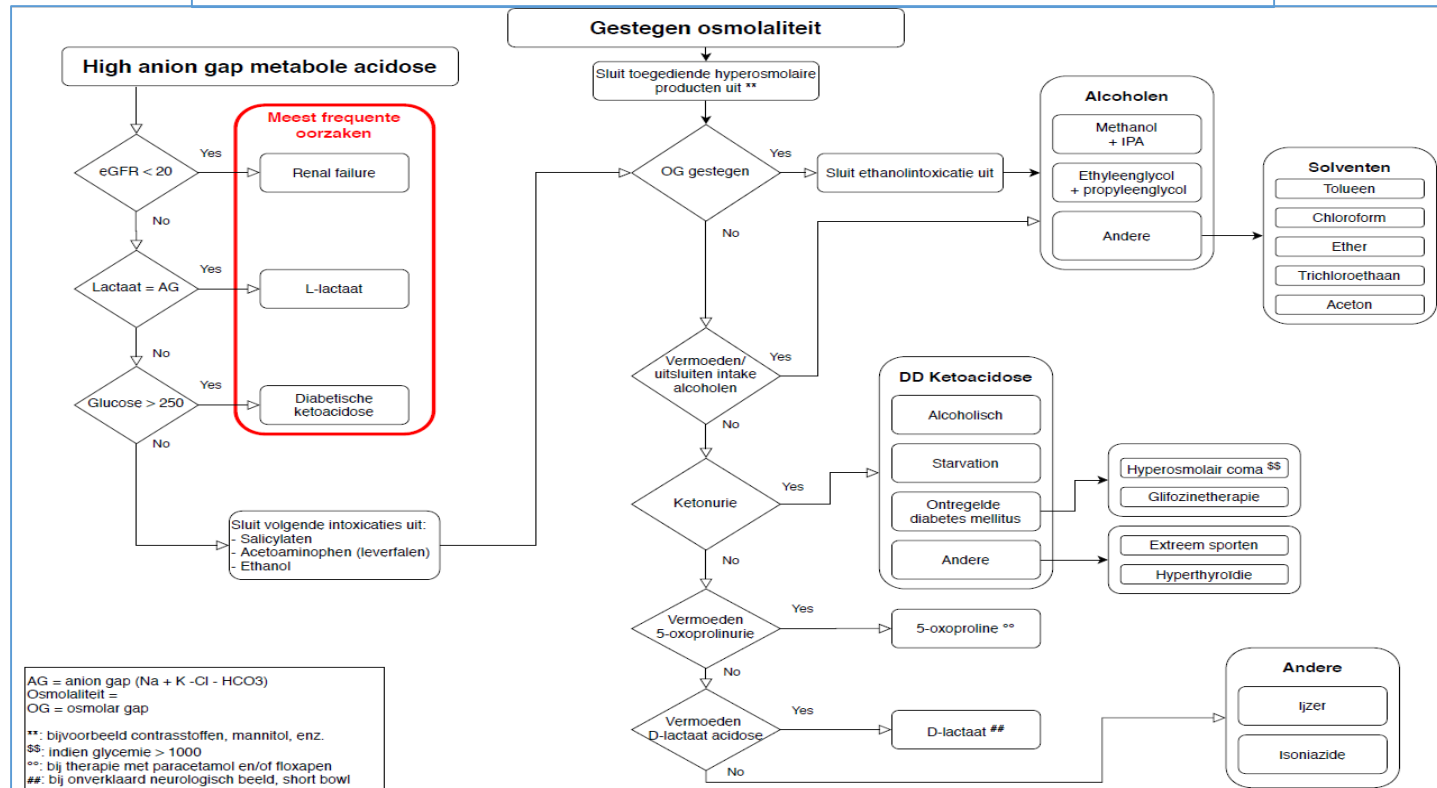 Gestegen osmolaliteit
High anion gap metabole acidose
Sluit toegediende hyperosmolaire
producten uit **
Meest frequente
oorzaken
eGFR < 20
Yes
Renal failure
No
Lactaat = AG
Yes
L-lactaat
No
Glucose > 250
Yes
Diabetische
ketoacidose
No
Sluit volgende intoxicaties uit:
- Salicylaten
- Acetoaminophen (leverfalen)
- Ethanol
OG gestegen
Yes
Sluit ethanolintoxicatie uit
No
Alcoholen
Methanol
+ IPA
Ethyleenglycol
+ propyleenglycol
Andere
Solventen
Tolueen
Chloroform
Ether
Trichloroethaan
Aceton
Vermoeden/
uitsluiten intake
alcoholen
Yes
No
Ketonurie
Yes
No
DD Ketoacidose
Alcoholisch
Starvation
Ontregelde
diabetes mellitus
Andere
Hyperosmolair coma $$
Glifozinetherapie
Extreem sporten
Hyperthyroïdie
Vermoeden
5-oxoprolinurie
Yes
5-oxoproline °°
No
Vermoeden
D-lactaat acidose
Yes
D-lactaat ##
No
Andere
Ijzer
Isoniazide
AG = anion gap (Na + K -Cl - HCO3)
Osmolaliteit =
OG = osmolar gap
**: bijvoorbeeld contrasstoffen, mannitol, enz.
$$: indien glycemie > 1000
°°: bij therapie met paracetamol en/of floxapen
##: bij onverklaard neurologisch beeld, short bowl